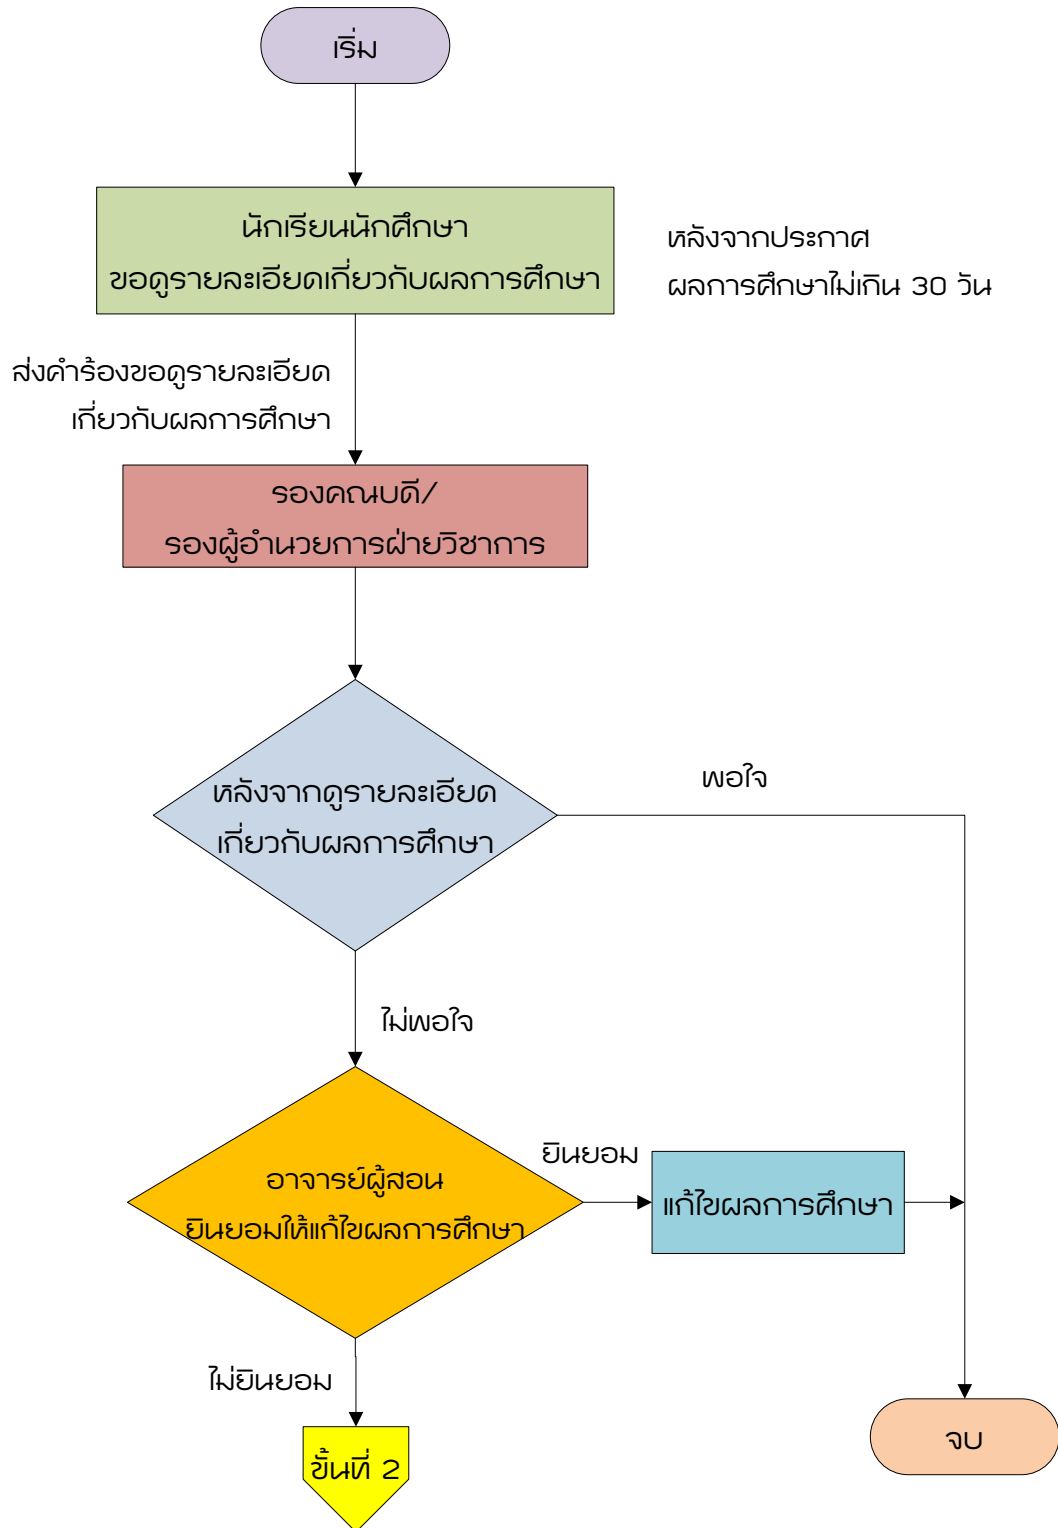 เริ่ม
นักเรียนนักศึกษา
ขอดูรายละเอียดเกี่ยวกับผลการศึกษา
หลังจากประกาศ
ผลการศึกษาไม่เกิน 30 วัน
ส่งคำร้องขอดูรายละเอียด
เกี่ยวกับผลการศึกษา
รองคณบดี/
รองผู้อำนวยการฝ่ายวิชาการ
พอใจ
หลังจากดูรายละเอียด
เกี่ยวกับผลการศึกษา
ไม่พอใจ
ยินยอม
อาจารย์ผู้สอน
ยินยอมให้แก้ไขผลการศึกษา
แก้ไขผลการศึกษา
ไม่ยินยอม
จบ
ขั้นที่ 2